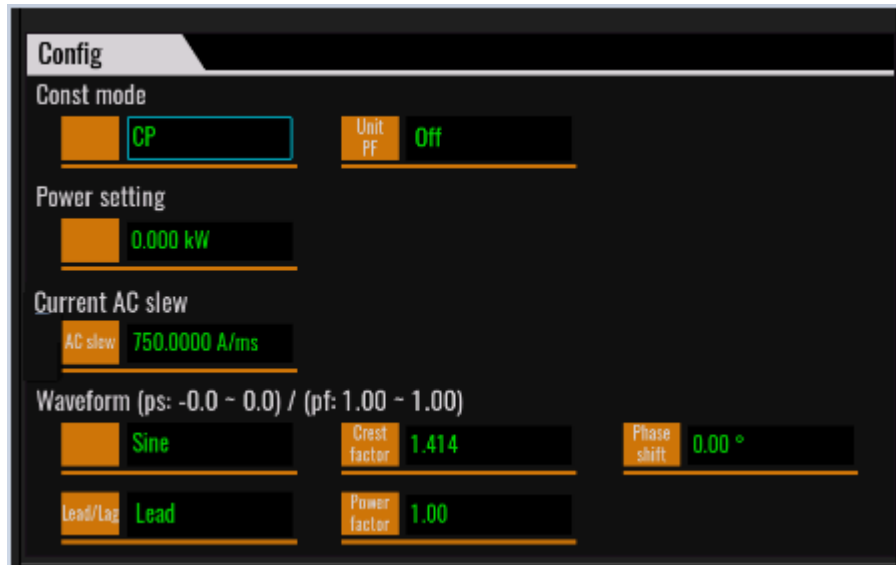 Config
Const mode
CP
Unit PF
Off
Power setting
0.000 kW
Current AC slew
AC slew
750.0000 A/ms
Waveform (ps: -0.0 ~ 0.0) / (pf: 1.00 ~ 1.00)
Sine
Crest factor
1.414
Phase shift
0.00 °
Lead/Lag
Lead
Power factor
1.00